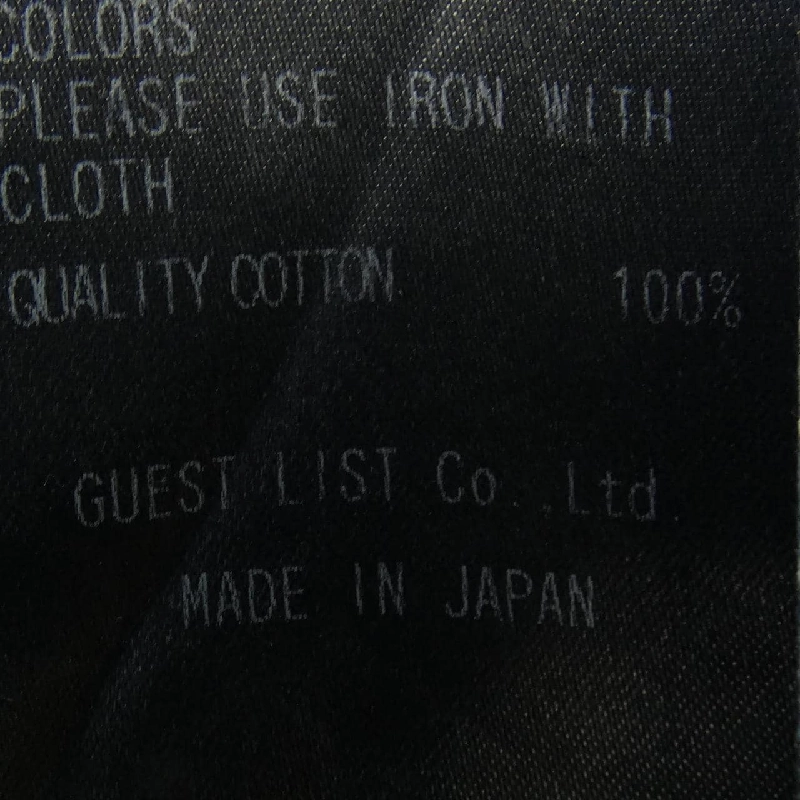 COLORS
PLEASE USE IRON WITH
CLOTH
QUALITY COTTON 100%
GUEST LIST Co.,Ltd.
MADE IN JAPAN